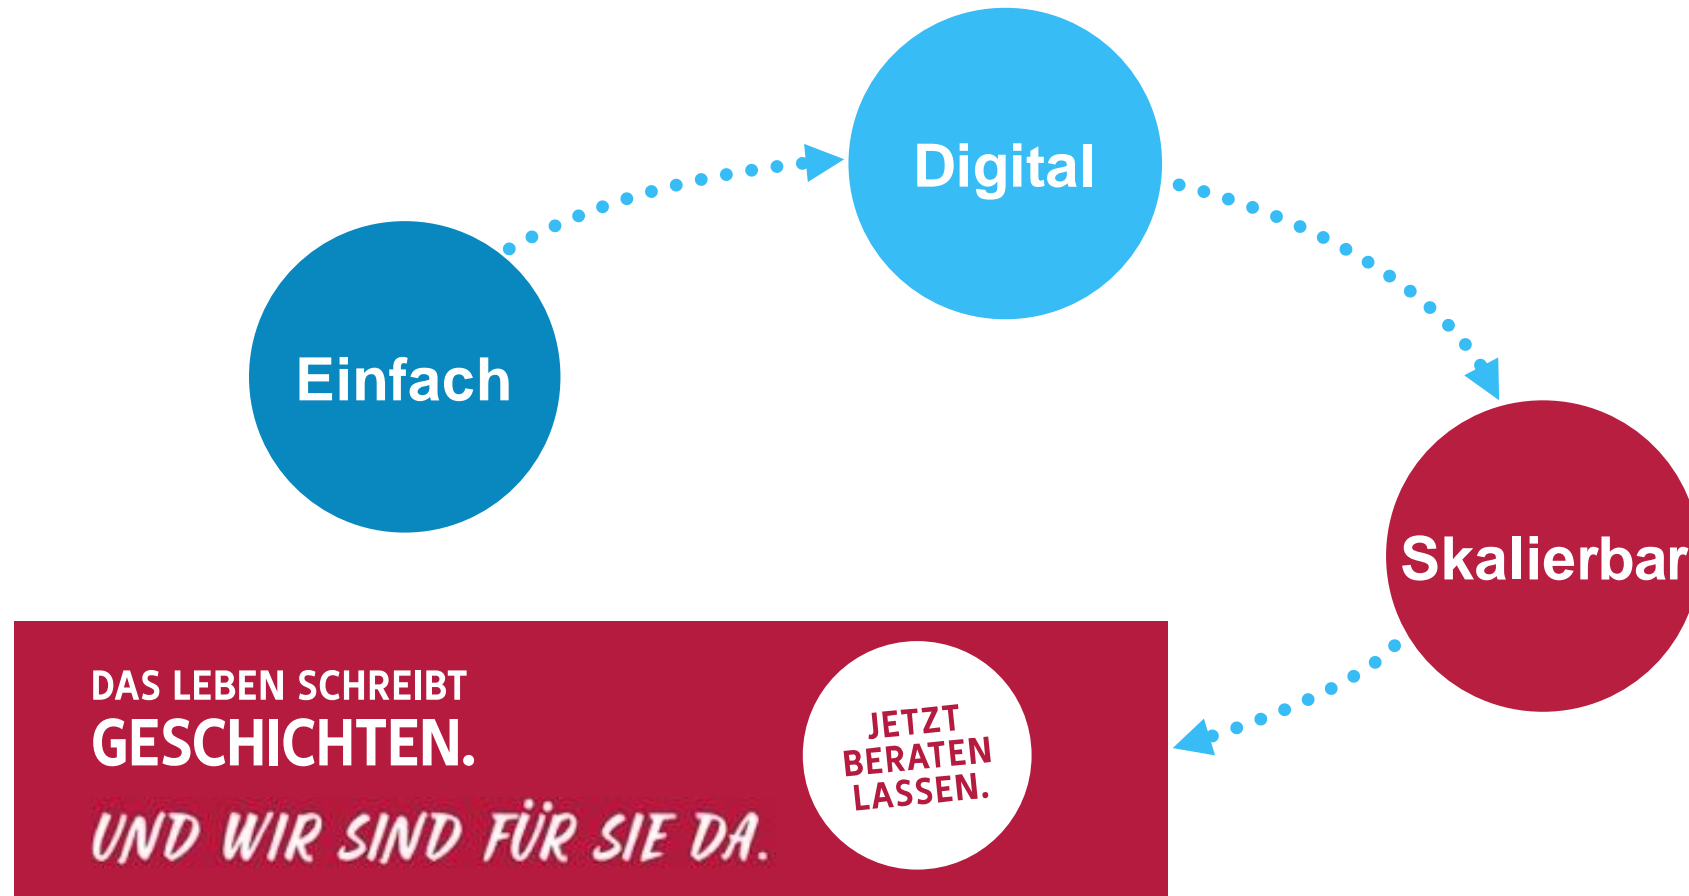 Digital
Einfach
Skalierbar
DAS LEBEN SCHREIBT
GESCHICHTEN.
UND WIR SIND FÜR SIE DA.
JETZT
BERATEN
LASSEN.